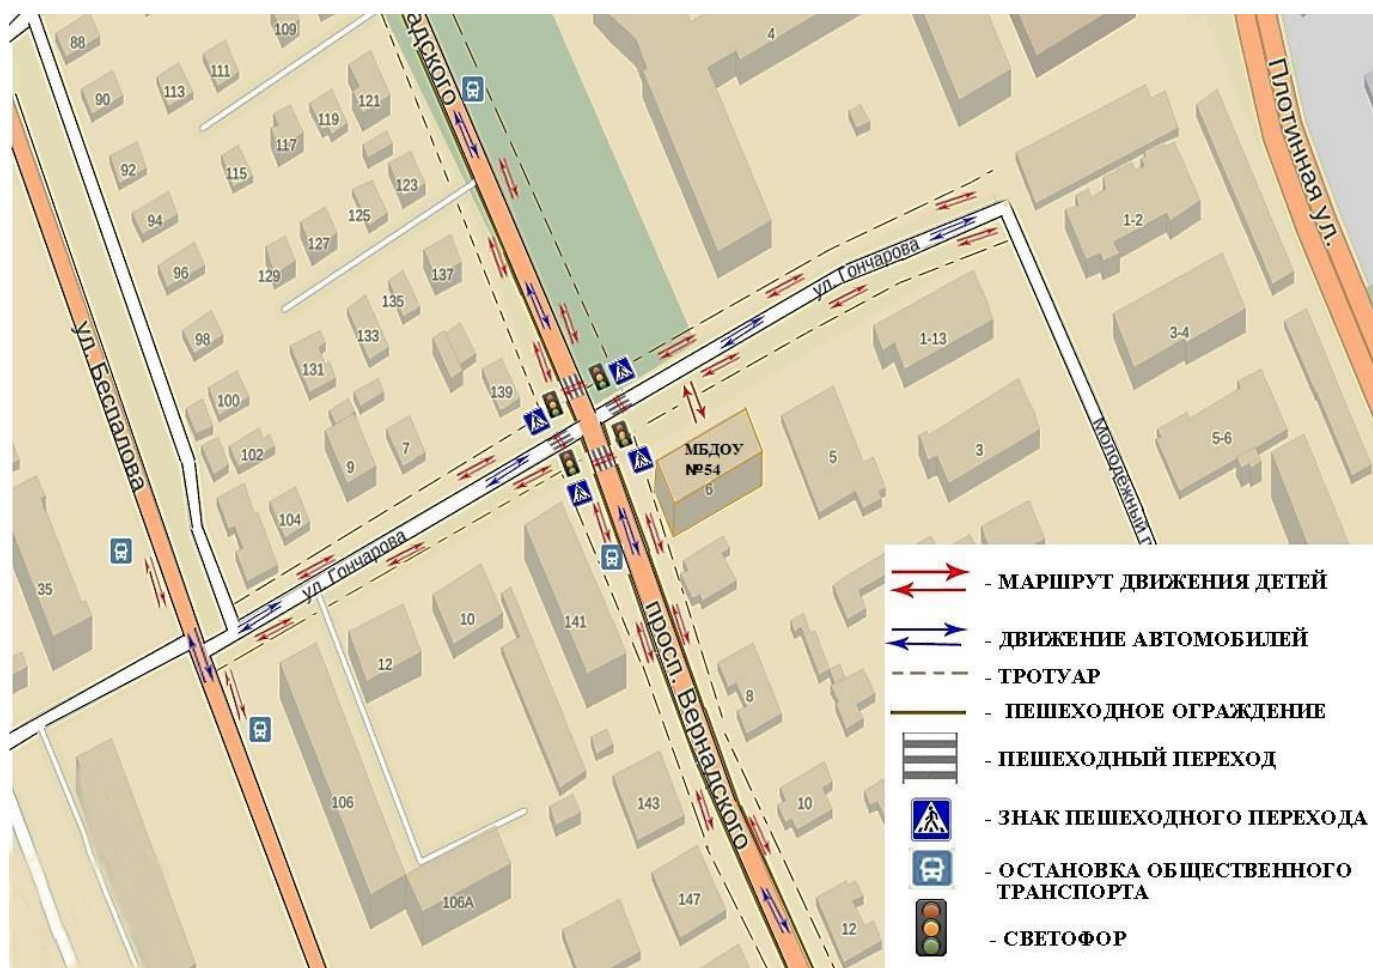 88
109
4
111
адского
90
113
121
119
117
Плотинная ул.
92
115
123
94
125
1-2
127
96
129
137
ул. Гончарова
135
98
133
1-13
3-4
131
139
100
ул. Беспалова
МБДОУ
№54
6
7
5
3
5-6
102
9
104
Молодёжный п
ул. Гончарова
35
10
141
12
просп. Вернадского
8
106
143
10
147
106А
12
- МАРШРУТ ДВИЖЕНИЯ ДЕТЕЙ
- ДВИЖЕНИЕ АВТОМОБИЛЕЙ
- ТРОТУАР
- ПЕШЕХОДНОЕ ОГРАЖДЕНИЕ
- ПЕШЕХОДНЫЙ ПЕРЕХОД
- ЗНАК ПЕШЕХОДНОГО ПЕРЕХОДА
- ОСТАНОВКА ОБЩЕСТВЕННОГО
ТРАНСПОРТА
- СВЕТОФОР